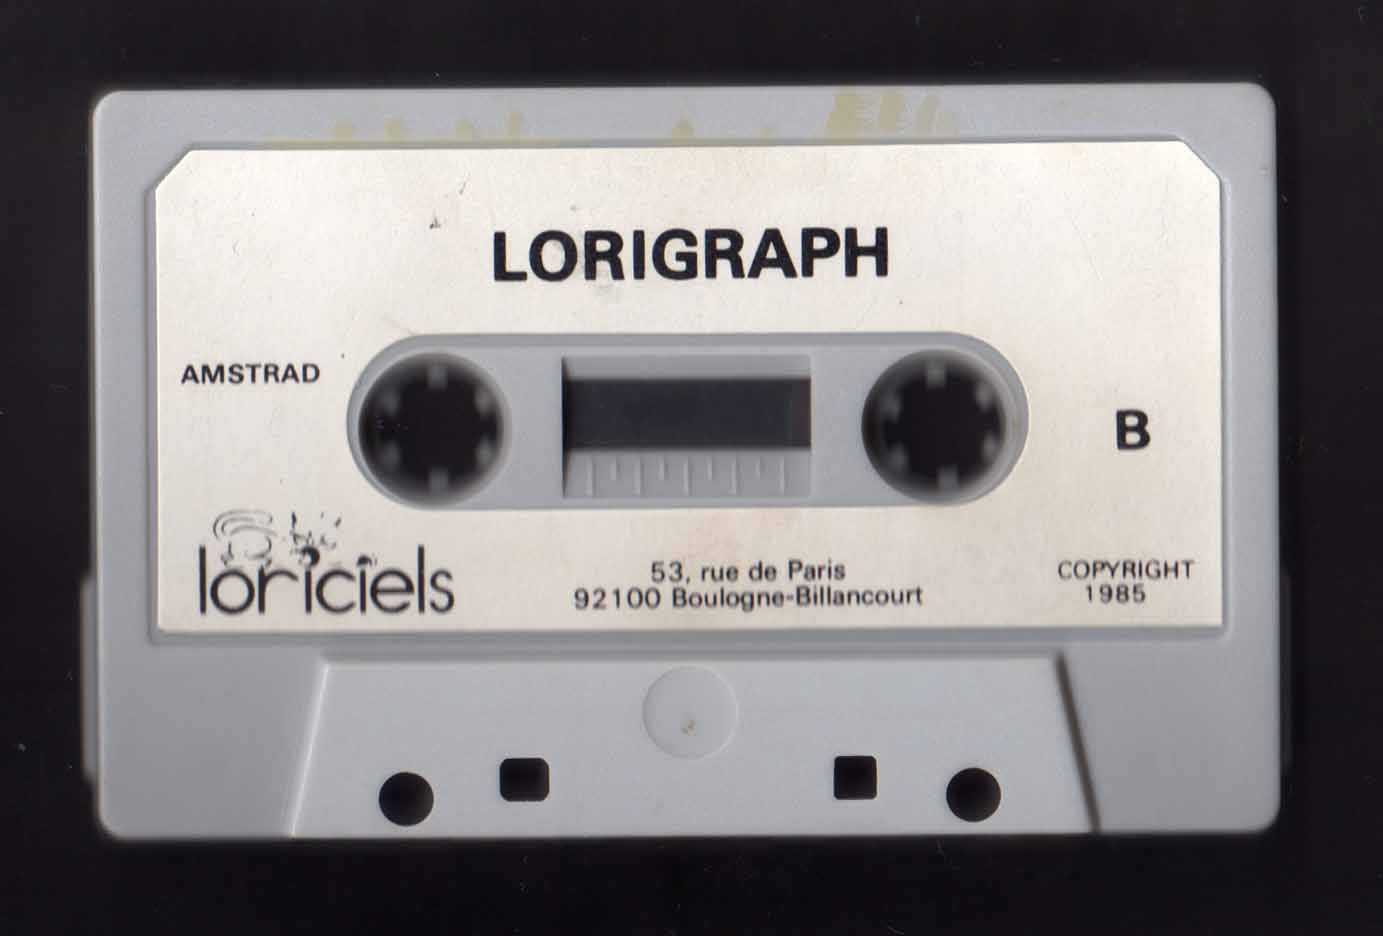 LORIGRAPH
AMSTRAD
B
loriciels
53, rue de Paris
92100 Boulogne-Billancourt
COPYRIGHT
1985